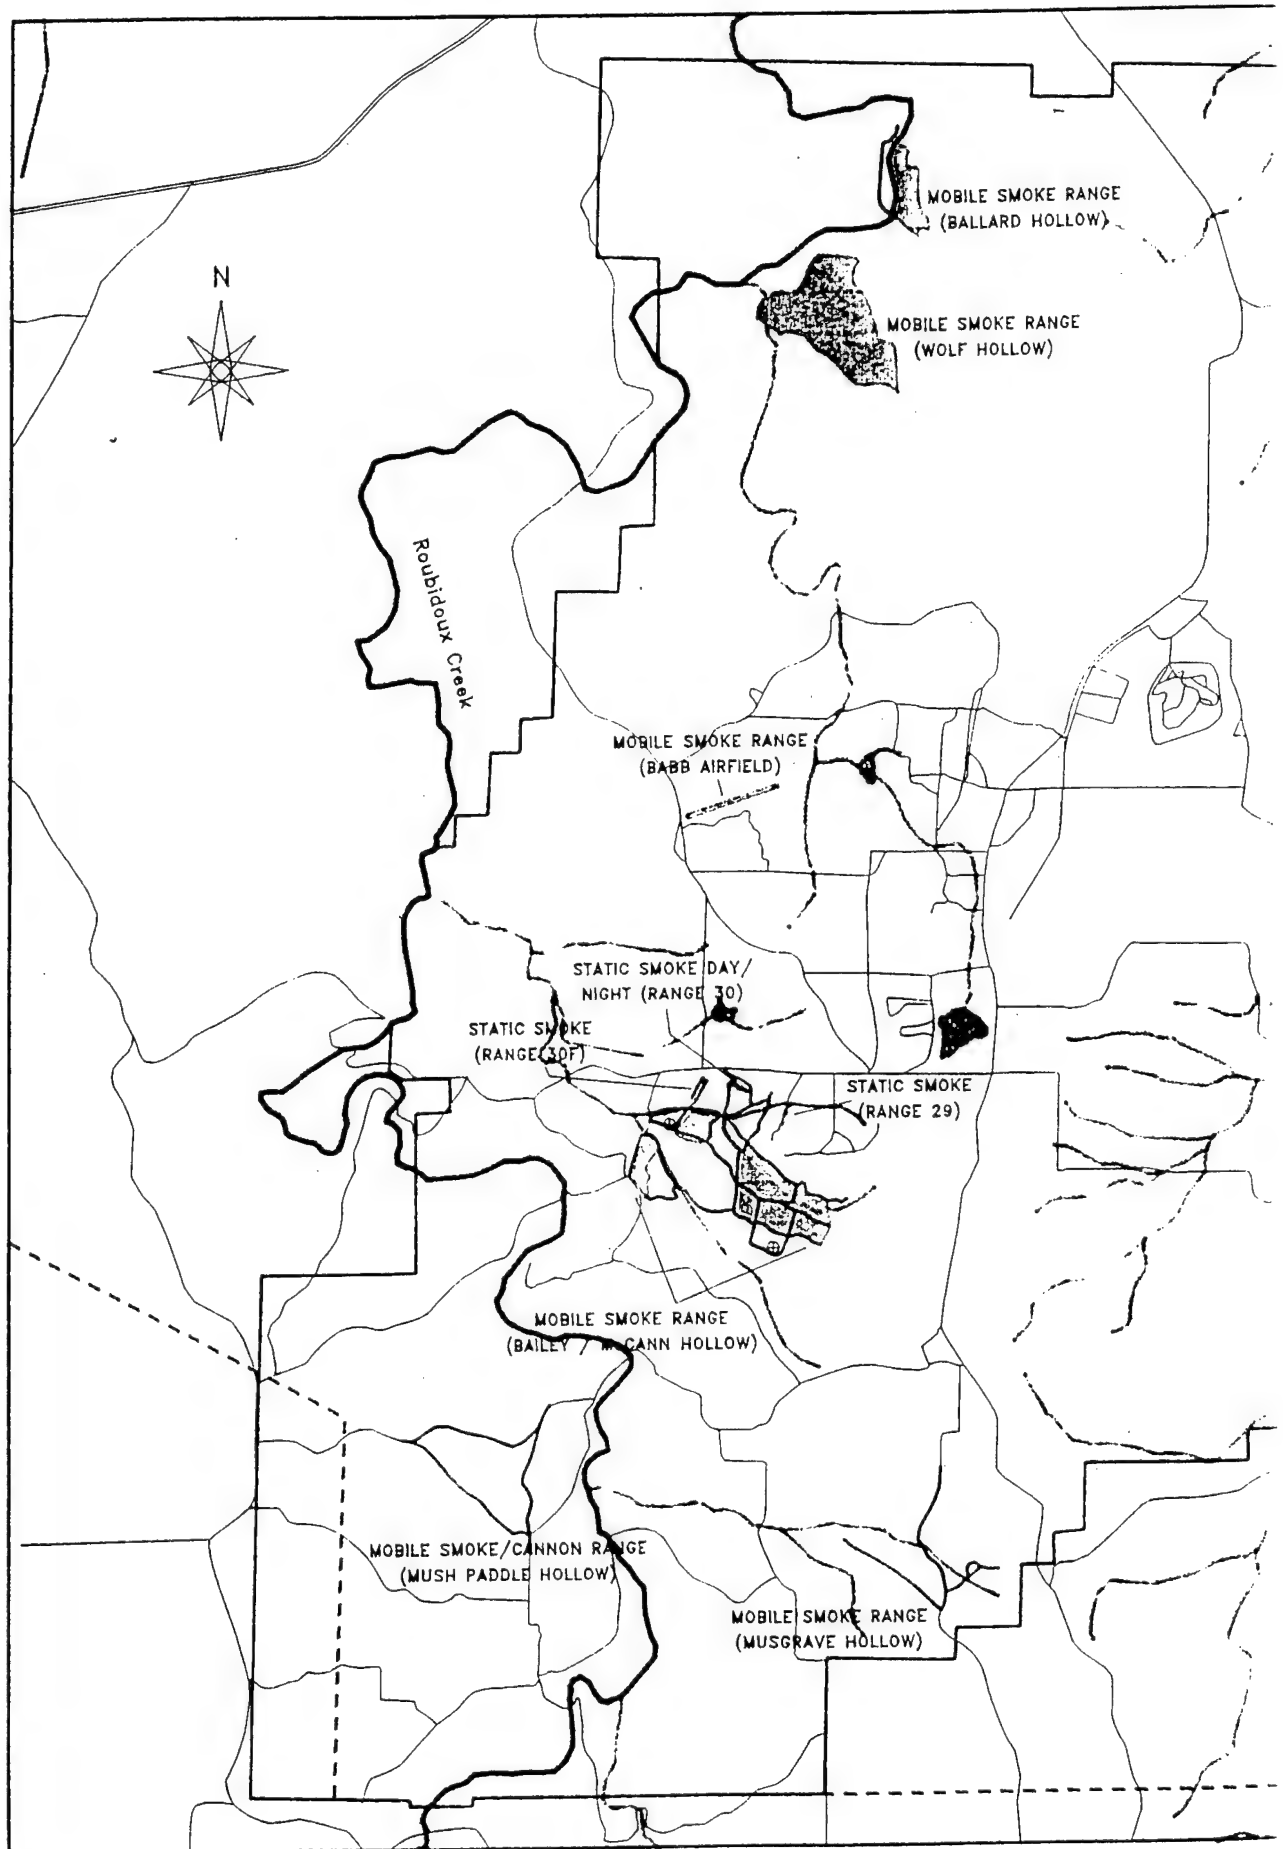 MOBILE SMOKE RANGE
(BALLARD HOLLOW)
N
MOBILE SMOKE RANGE
(WOLF HOLLOW)
Roubidoux Creek
MOBILE SMOKE RANGE
(BABB AIRFIELD)
STATIC SMOKE DAY/
NIGHT (RANGE 30)
STATIC SMOKE
(RANGE 30F)
STATIC SMOKE
(RANGE 29)
MOBILE SMOKE RANGE
(BAILEY / McCANN HOLLOW)
MOBILE SMOKE/CANNON RANGE
(MUSH PADDLE HOLLOW)
MOBILE SMOKE RANGE
(MUSGRAVE HOLLOW)